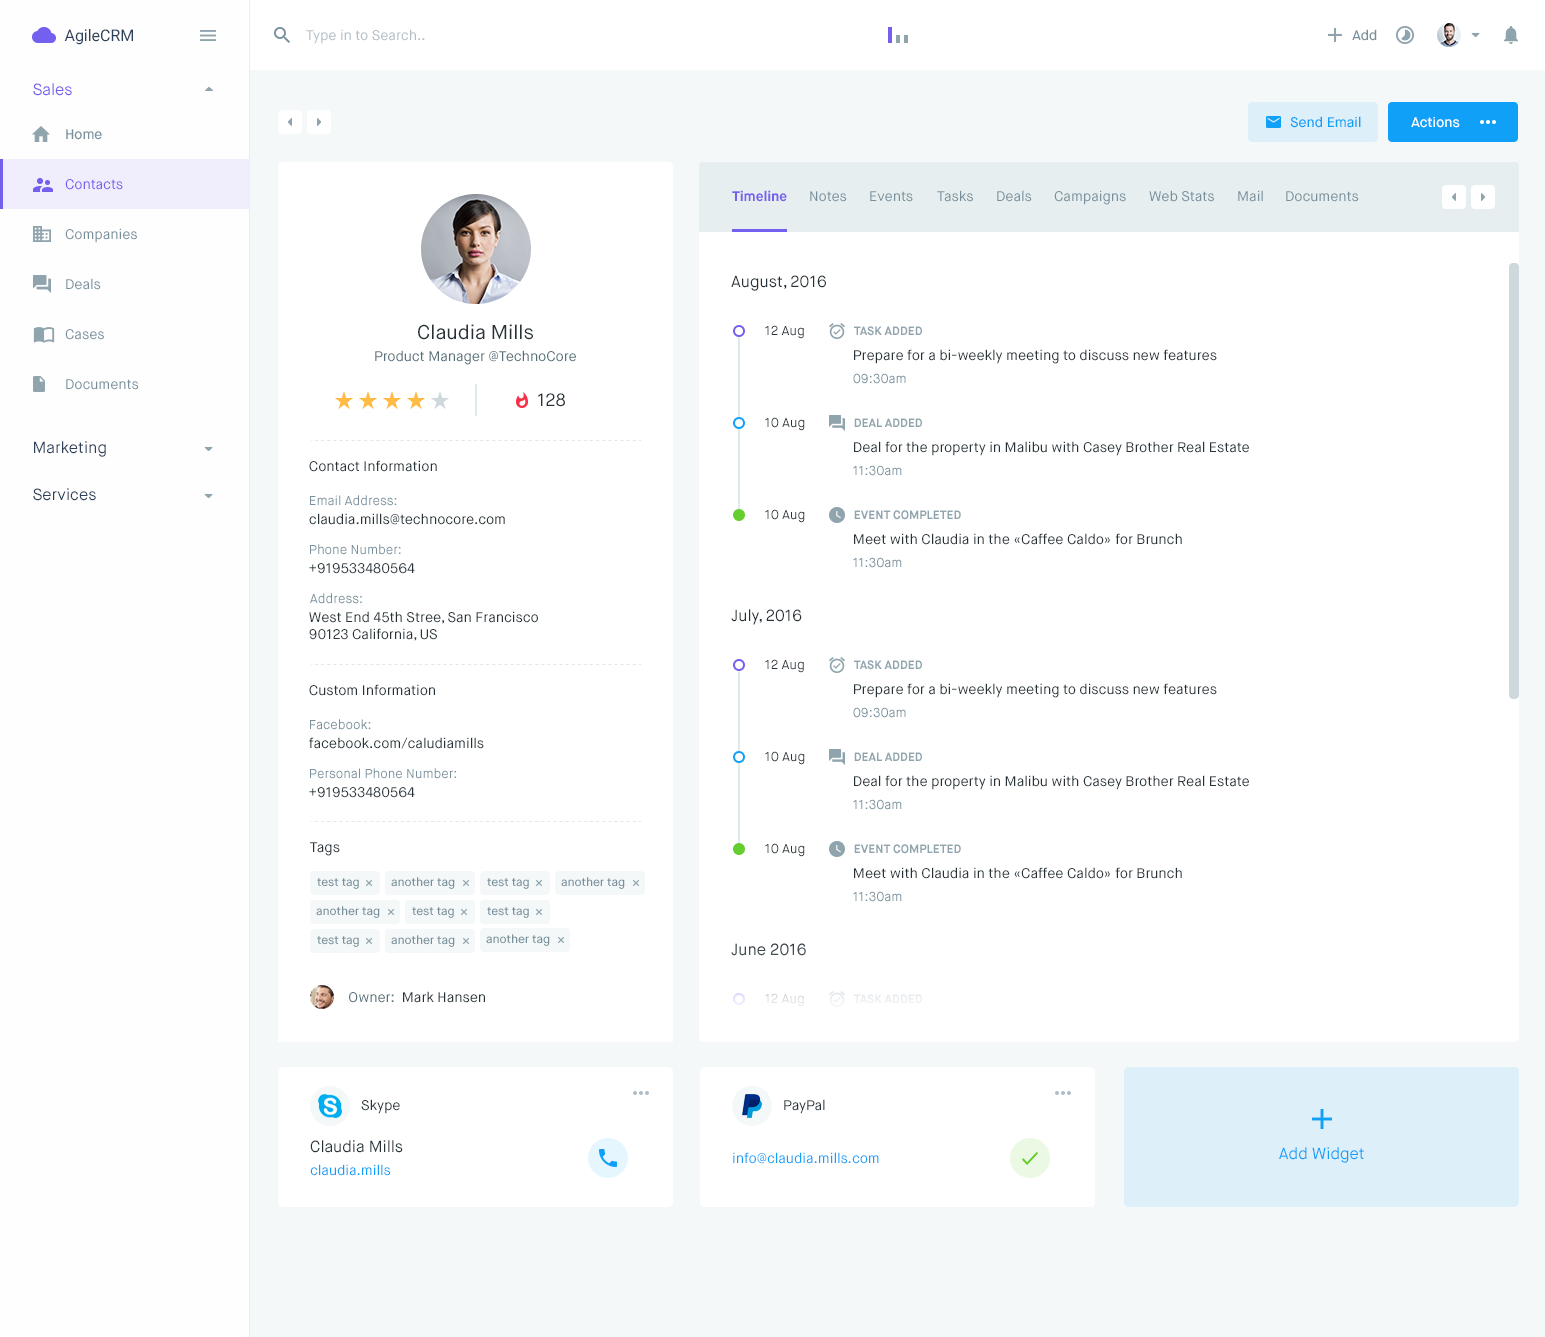 AgileCRM
Type in to Search..
Add
Sales
Home
Contacts
Companies
Deals
Cases
Documents
Marketing
Services
Send Email
Actions
Claudia Mills
Product Manager @TechnoCore
128
Contact Information
Email Address:
claudia.mills@technocore.com
Phone Number:
+919533480564
Address:
West End 45th Stree, San Francisco
90123 California, US
Custom Information
Facebook:
facebook.com/caludiamills
Personal Phone Number:
+919533480564
Tags
test tag × another tag × test tag × another tag ×
another tag × test tag × test tag ×
test tag × another tag × another tag ×
Owner: Mark Hansen
Timeline Notes Events Tasks Deals Campaigns Web Stats Mail Documents
August, 2016
12 Aug TASK ADDED
Prepare for a bi-weekly meeting to discuss new features
09:30am
10 Aug DEAL ADDED
Deal for the property in Malibu with Casey Brother Real Estate
11:30am
10 Aug EVENT COMPLETED
Meet with Claudia in the «Caffee Caldo» for Brunch
11:30am
July, 2016
12 Aug TASK ADDED
Prepare for a bi-weekly meeting to discuss new features
09:30am
10 Aug DEAL ADDED
Deal for the property in Malibu with Casey Brother Real Estate
11:30am
10 Aug EVENT COMPLETED
Meet with Claudia in the «Caffee Caldo» for Brunch
11:30am
June 2016
12 Aug TASK ADDED
Skype
Claudia Mills
claudia.mills
PayPal
info@claudia.mills.com
Add Widget